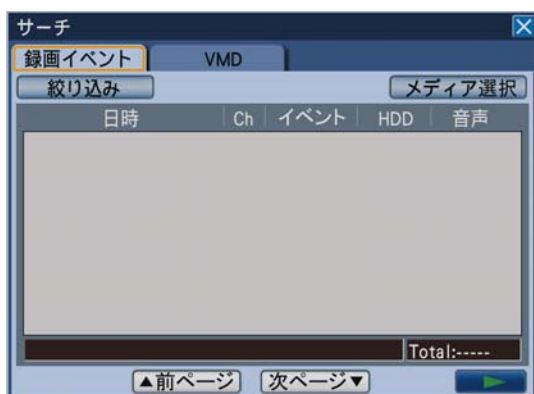 サーチ
録画イベント VMD
絞り込み メディア選択
日時 Ch イベント HDD 音声
Total:-----
▲前ページ 次ページ▼